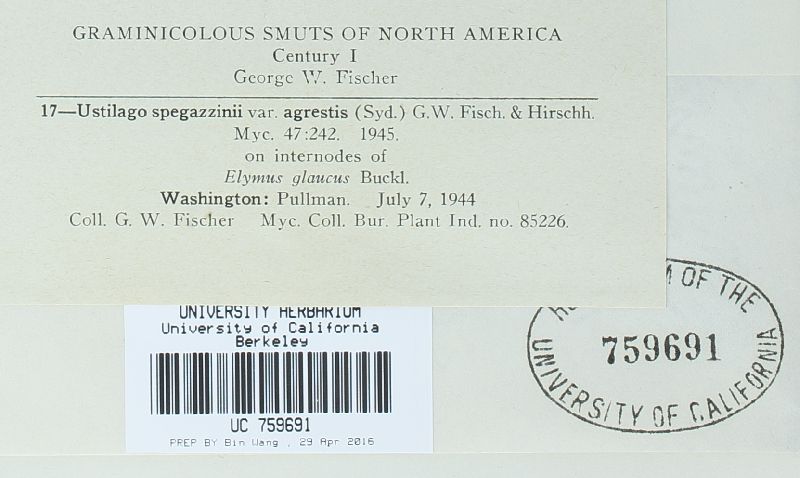 GRAMINICOLOUS SMUTS OF NORTH AMERICA
Century I
George W. Fischer
17—Ustilago spegazzinii var. agrestis (Syd.) G.W. Fisch. & Hirschh.
Myc. 47:242. 1945.
on internodes of
Elymus glaucus Buckl.
Washington: Pullman. July 7, 1944
Coll. G. W. Fischer Myc. Coll. Bur. Plant Ind. no. 85226.
UNIVERSITY HERBARIUM
University of California
Berkeley
UC 759691
PREP BY Bin Wang , 29 Apr 2016
OF THE
759691
UNIVERSITY OF CALIFORNIA